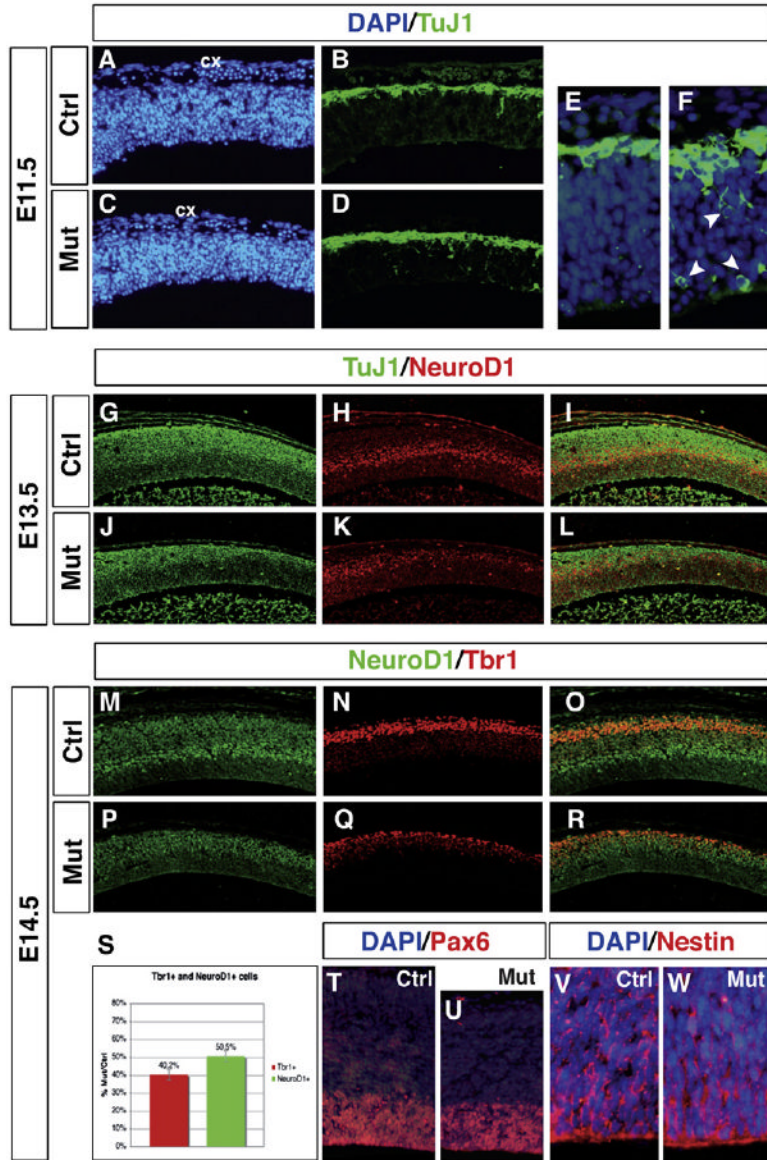 DAPI/TuJ1
E11.5
Ctrl
A
cx
B
E
F
Mut
C
cx
D
TuJ1/NeuroD1
E13.5
Ctrl
G
H
I
Mut
J
K
L
NeuroD1/Tbr1
E14.5
Ctrl
M
N
O
Mut
P
Q
R
S
Tbr1+ and NeuroD1+ cells
% Mut/Ctrl
80%
70%
60%
50%
40%
30%
20%
10%
0%
40,2%
50,5%
Tbr1+
NeuroD1+
DAPI/Pax6
T
Ctrl
Mut
U
DAPI/Nestin
V
Ctrl
W
Mut